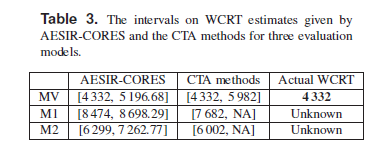 Table 3. The intervals on WCRT estimates given by
AESIR-CORES and the CTA methods for three evaluation
models.
AESIR-CORES CTA methods Actual WCRT
MV [4 332, 5 196.68] [4 332, 5 982] 4 332
M1 [8 474, 8 698.29] [7 682, NA] Unknown
M2 [6 299, 7 262.77] [6 002, NA] Unknown